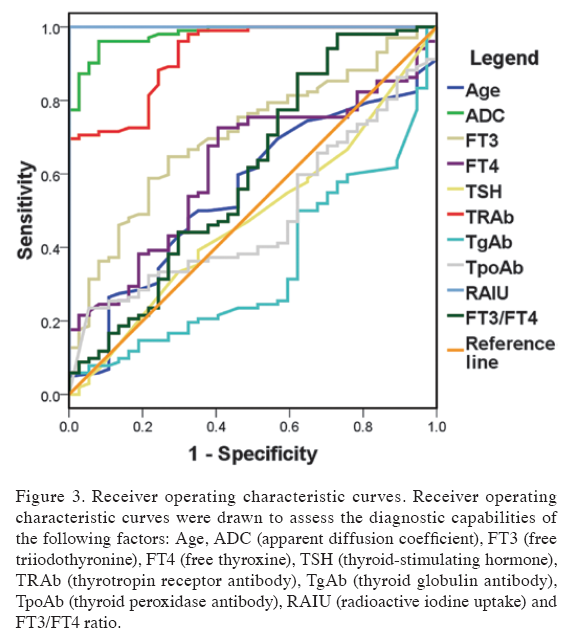 1.0
0.8
0.6
0.4
0.2
0.0
Sensitivity
0.0 0.2 0.4 0.6 0.8 1.0
1 - Specificity
Legend
Age
ADC
FT3
FT4
TSH
TRAb
TgAb
TpoAb
RAIU
FT3/FT4
Reference
line
Figure 3. Receiver operating characteristic curves. Receiver operating
characteristic curves were drawn to assess the diagnostic capabilities of
the following factors: Age, ADC (apparent diffusion coefficient), FT3 (free
triiodothyronine), FT4 (free thyroxine), TSH (thyroid-stimulating hormone),
TRAb (thyrotropin receptor antibody), TgAb (thyroid globulin antibody),
TpoAb (thyroid peroxidase antibody), RAIU (radioactive iodine uptake) and
FT3/FT4 ratio.